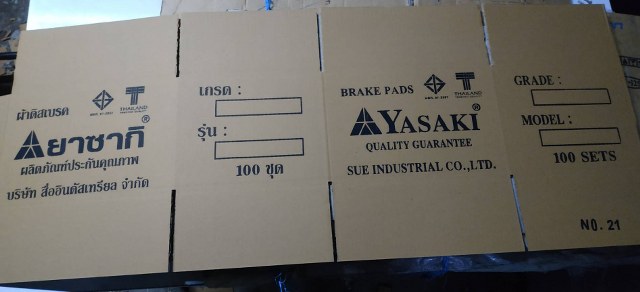 ผ้าดิสเบรค
THAILAND
ยาซากิ®
ผลิตภัณฑ์ประกันคุณภาพ
บริษัท สื่ออินดัสเทรียล จำกัด
เกรด :
รุ่น :
100 ชุด
BRAKE PADS
THAILAND
YASAKI®
QUALITY GUARANTEE
SUE INDUSTRIAL CO.,LTD.
GRADE :
MODEL :
100 SETS
NO. 21